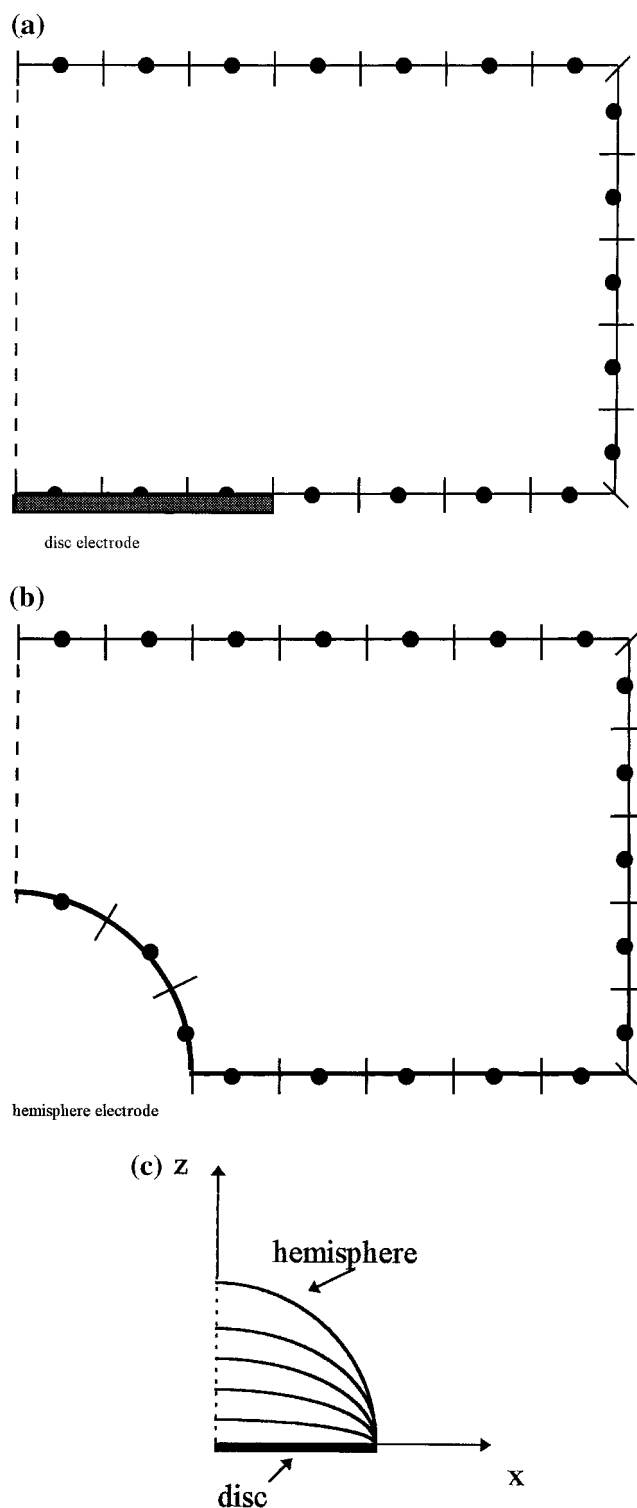 (a)
disc electrode
(b)
hemisphere electrode
(c) z
hemisphere
disc
x